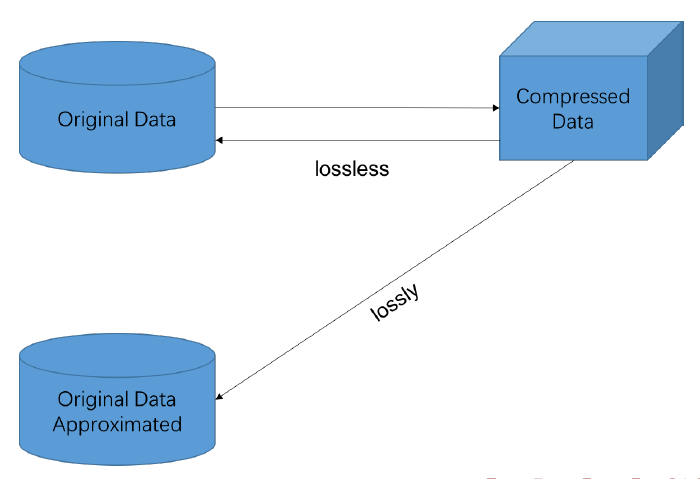 Original Data
Compressed
Data
lossless
lossly
Original Data
Approximated